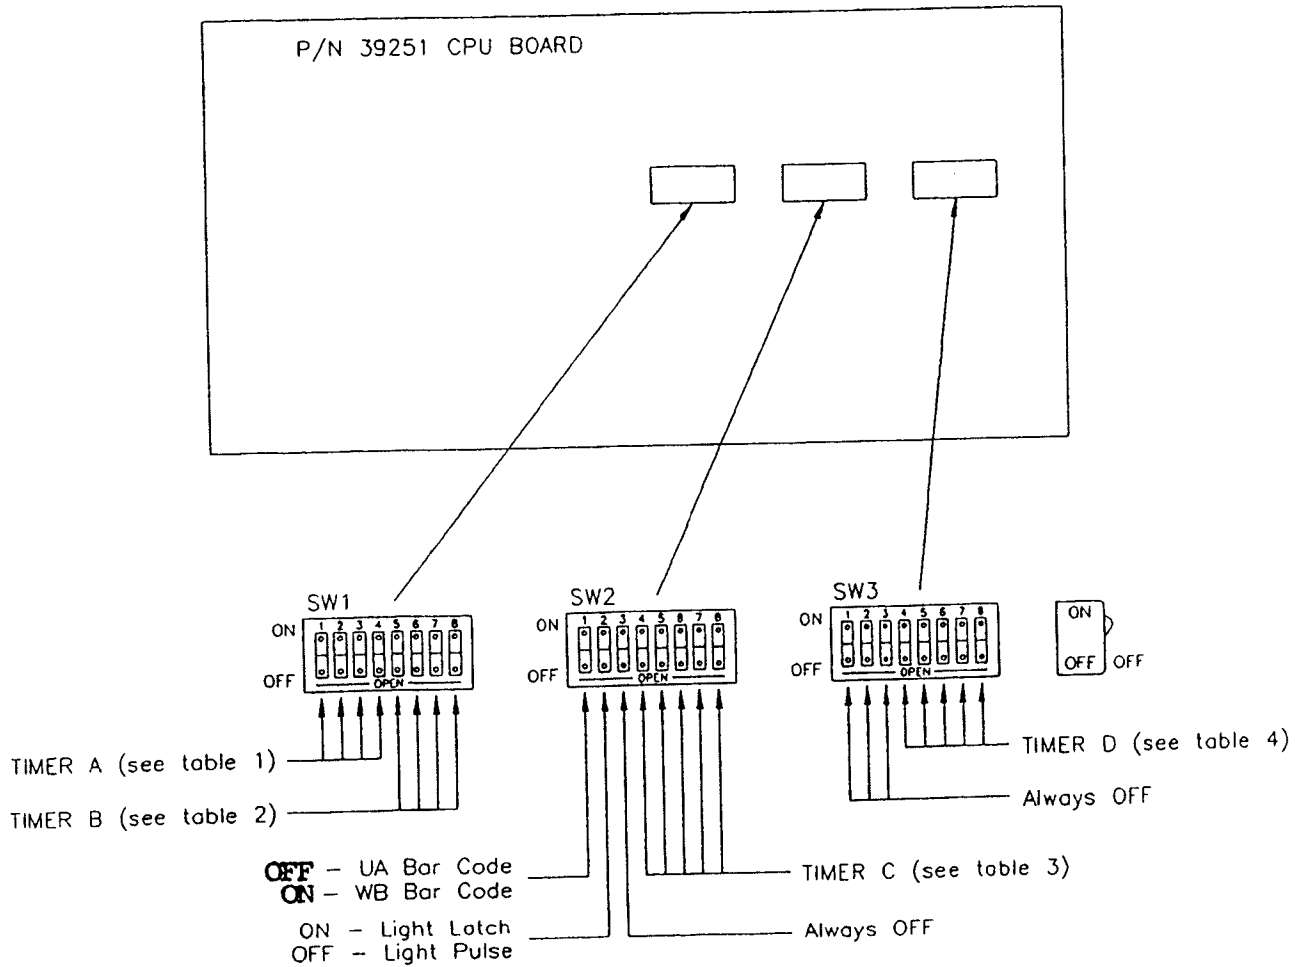 P/N 39251 CPU BOARD
SW1
ON
1 2 3 4 5 6 7 8
OFF
OPEN
SW2
ON
1 2 3 4 5 6 7 8
OFF
OPEN
SW3
ON
1 2 3 4 5 6 7 8
OFF
OPEN
ON
OFF OFF
TIMER A (see table 1)
TIMER B (see table 2)
OFF – UA Bar Code
ON – WB Bar Code
ON – Light Latch
OFF – Light Pulse
TIMER C (see table 3)
Always OFF
TIMER D (see table 4)
Always OFF